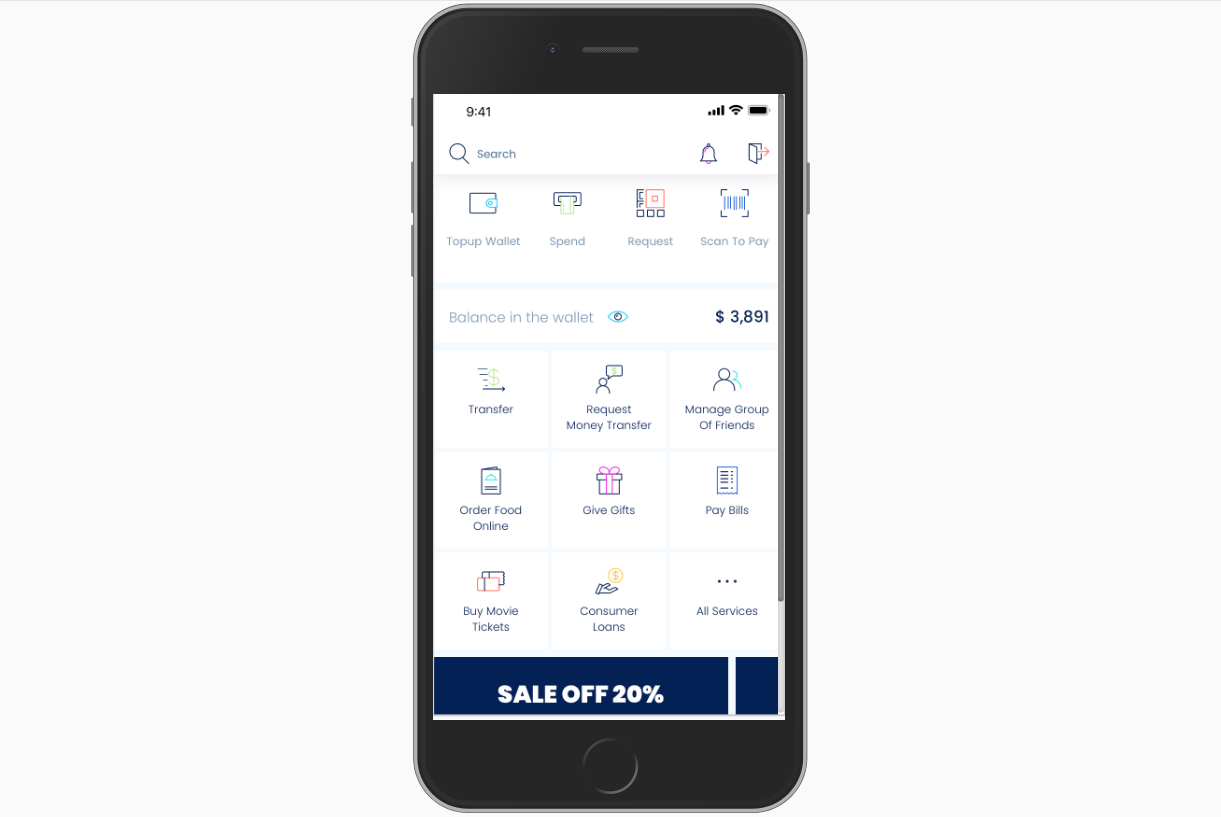 9:41
Search
Topup Wallet
Spend
Request
Scan To Pay
Balance in the wallet
$ 3,891
Transfer
Request
Money Transfer
Manage Group
Of Friends
Order Food
Online
Give Gifts
Pay Bills
Buy Movie
Tickets
Consumer
Loans
All Services
SALE OFF 20%